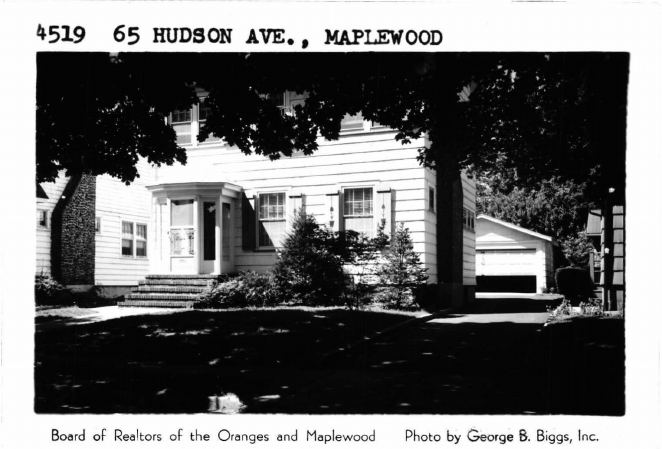 4519 65 HUDSON AVE., MAPLEWOOD
Board of Realtors of the Oranges and Maplewood Photo by George B. Biggs, Inc.